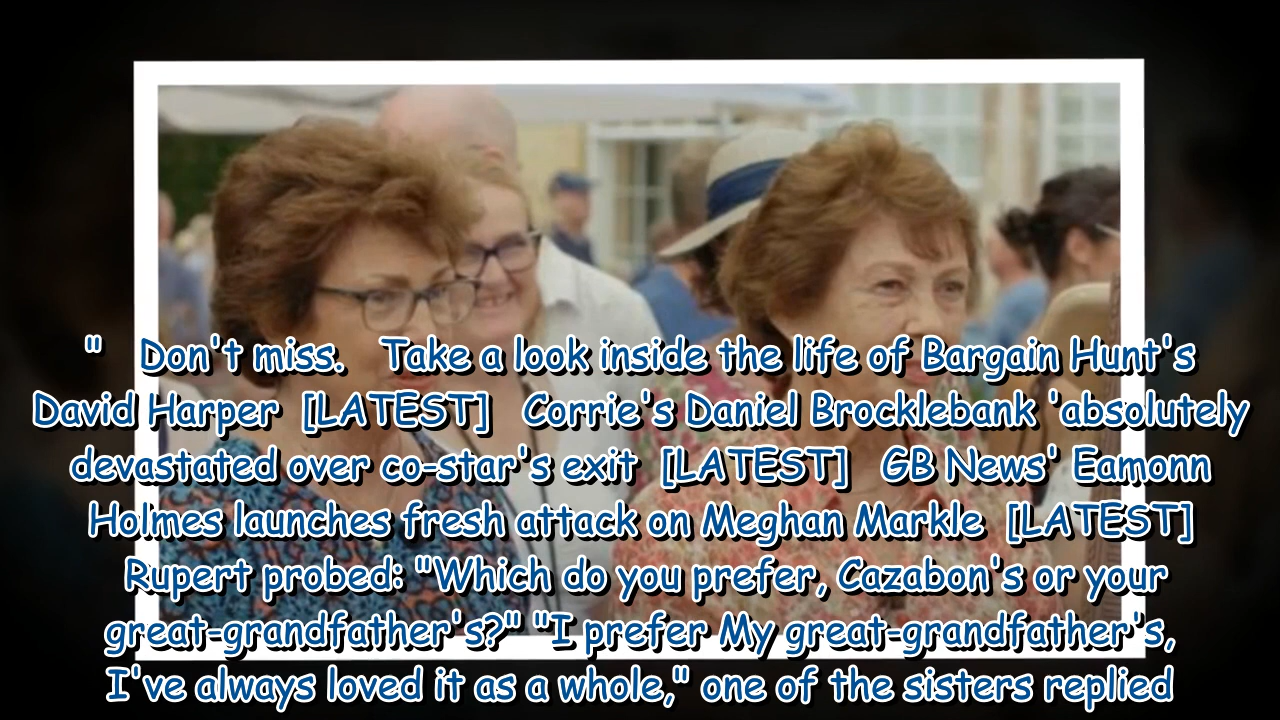 " Don't miss. Take a look inside the life of Bargain Hunt's
David Harper [LATEST] Corrie's Daniel Brocklebank 'absolutely
devastated over co-star's exit [LATEST] GB News' Eamonn
Holmes launches fresh attack on Meghan Markle [LATEST]
Rupert probed: "Which do you prefer, Cazabon's or your
great-grandfather's?" "I prefer My great-grandfather's,
I've always loved it as a whole," one of the sisters replied